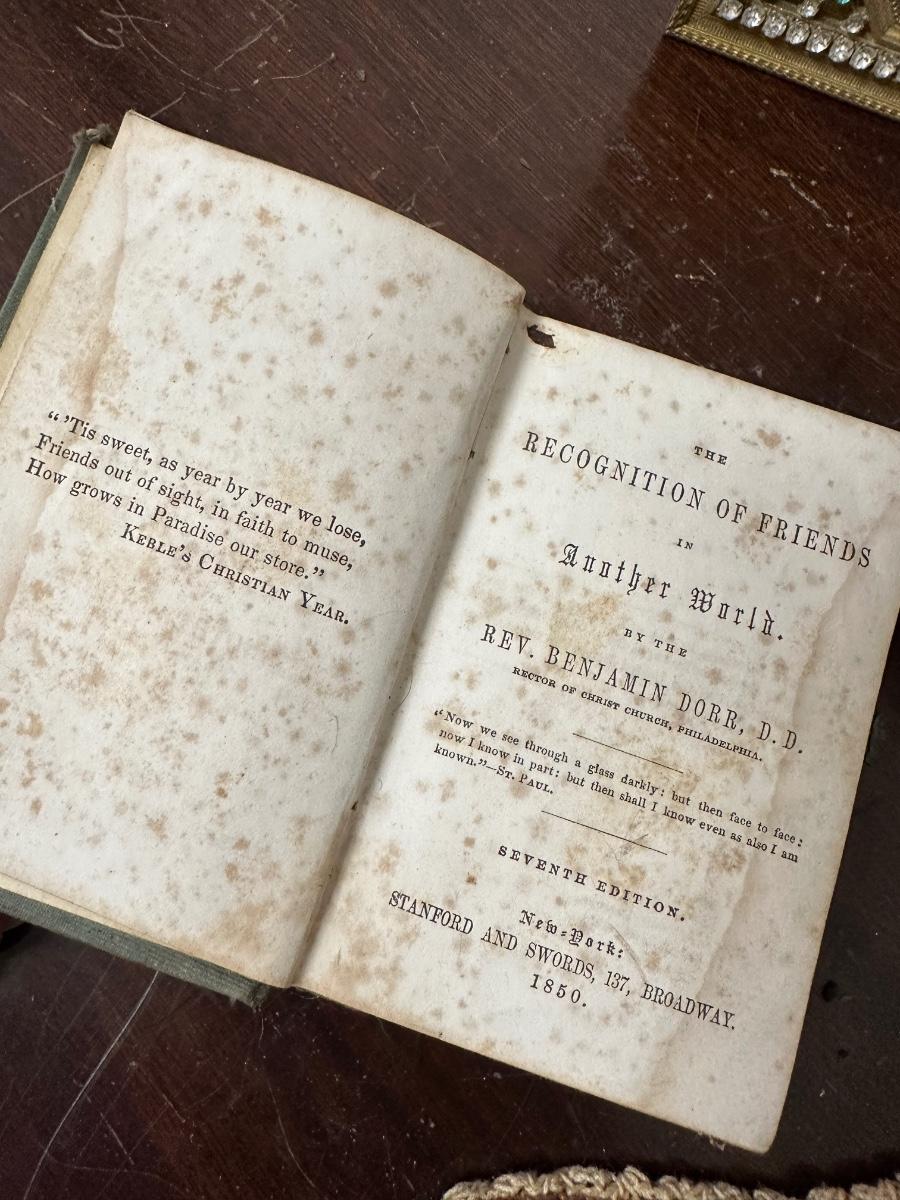 “ ’Tis sweet, as year by year we lose,
Friends out of sight, in faith to muse,
How grows in Paradise our store.”
Keble’s Christian Year.
THE
RECOGNITION OF FRIENDS
IN
Another World.
BY THE
REV. BENJAMIN DORR, D. D.
RECTOR OF CHRIST CHURCH, PHILADELPHIA.
“Now we see through a glass darkly: but then face to face:
now I know in part: but then shall I know even as also I am
known.”—St. Paul.
SEVENTH EDITION.
New-York:
STANFORD AND SWORDS, 137, BROADWAY.
1850.